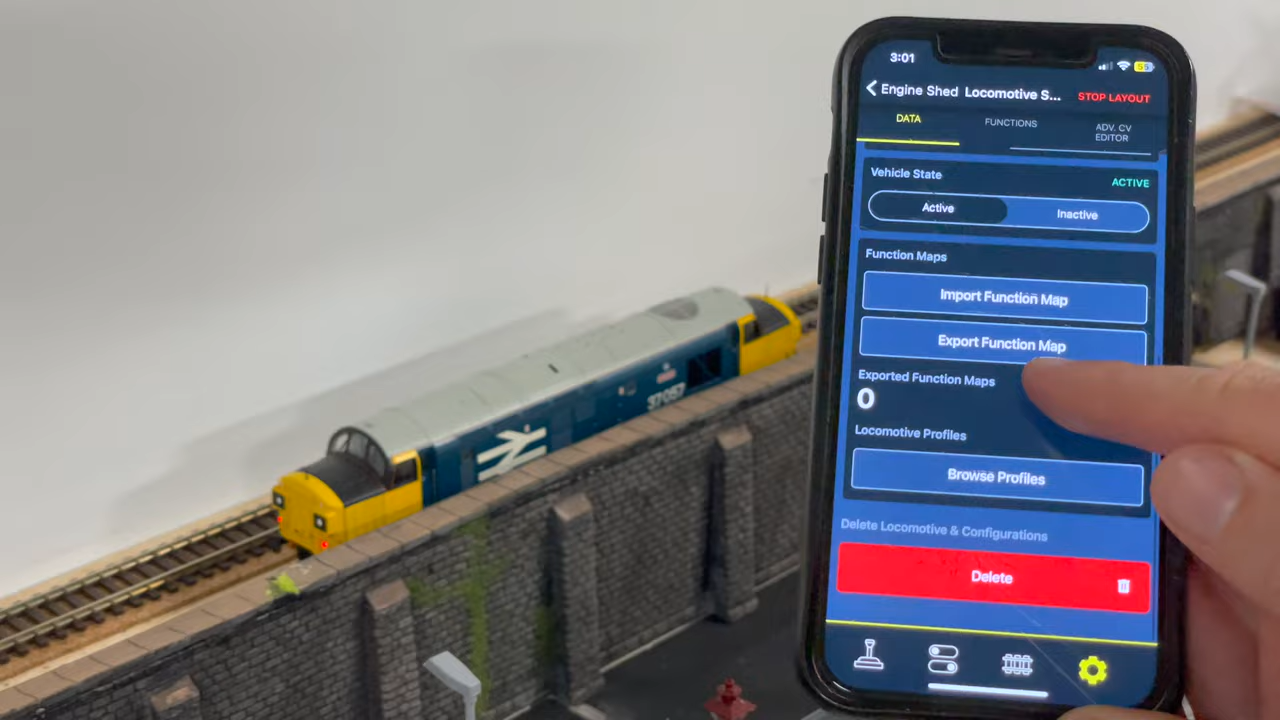 3:01
55
Engine Shed Locomotive S... STOP LAYOUT
DATA
FUNCTIONS
ADV. CV
EDITOR
Vehicle State
ACTIVE
Active
Inactive
Function Maps
Import Function Map
Export Function Map
Exported Function Maps
0
Locomotive Profiles
Browse Profiles
Delete Locomotive & Configurations
Delete
37057